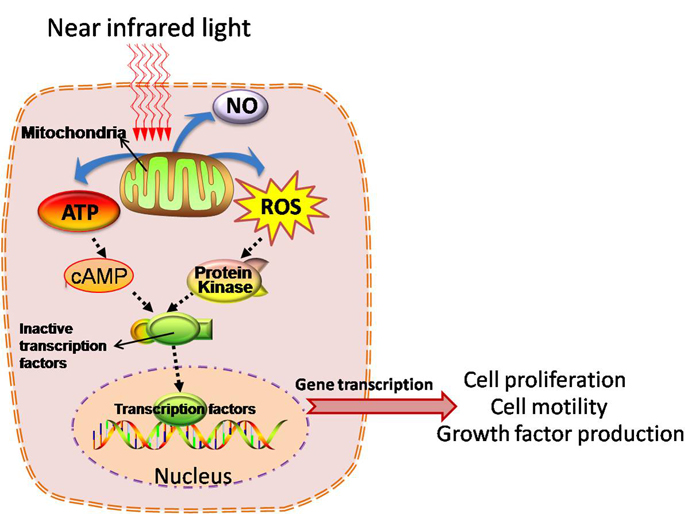 Near infrared light
NO
Mitochondria
ATP
ROS
cAMP
Protein
Kinase
Inactive
transcription
factors
Gene transcription
Cell proliferation
Cell motility
Growth factor production
Transcription factors
Nucleus